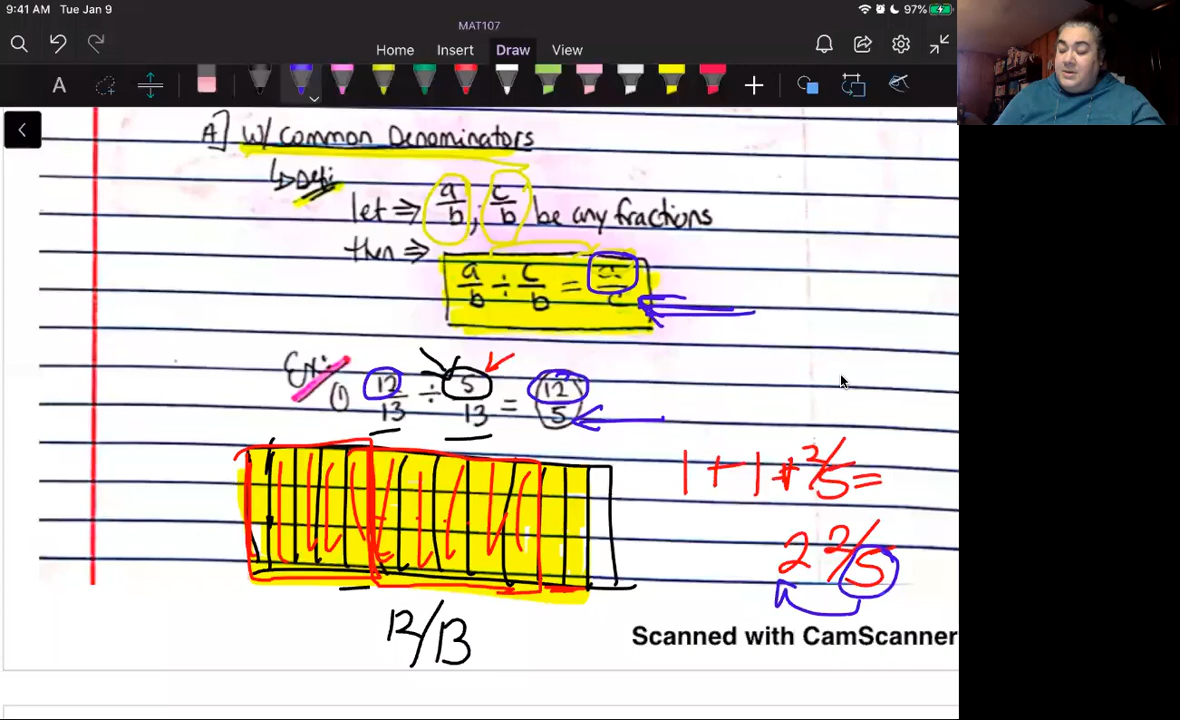 9:41 AM Tue Jan 9
97%
MAT107
Home Insert Draw View
A
A] W/ Common Denominators
↳ Def:
let ⇒ a/b, c/b be any fractions
then ⇒
a/b ÷ c/b = a/c
Ex:
① 12/13 ÷ 5/13 = 12/5
1 + 1 + 2/5 =
2 2/5
12/13
Scanned with CamScanner